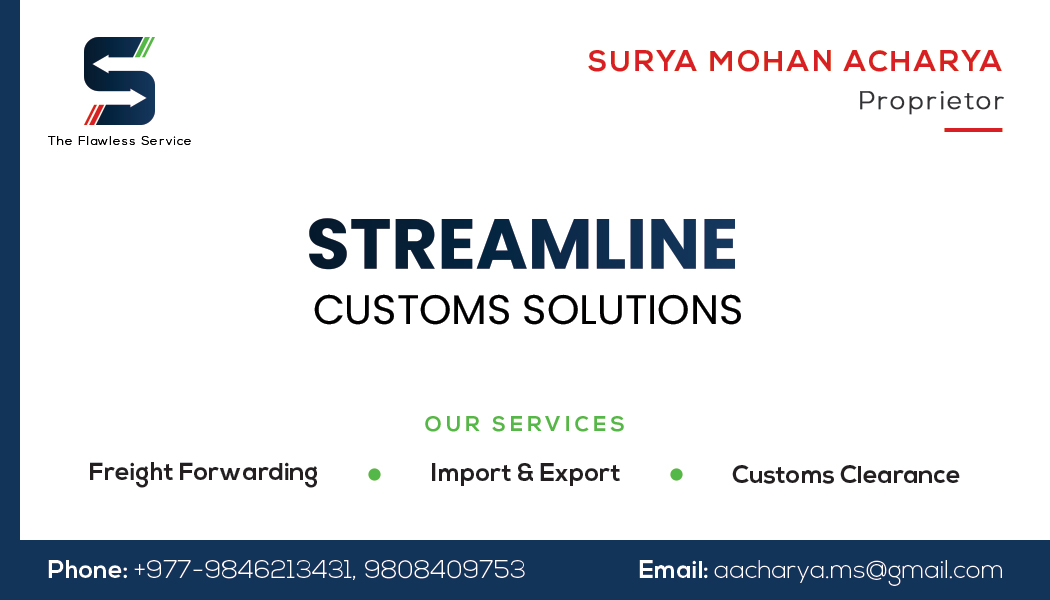 The Flawless Service
SURYA MOHAN ACHARYA
Proprietor
STREAMLINE
CUSTOMS SOLUTIONS
OUR SERVICES
Freight Forwarding • Import & Export • Customs Clearance
Phone: +977-9846213431, 9808409753 Email: aacharya.ms@gmail.com